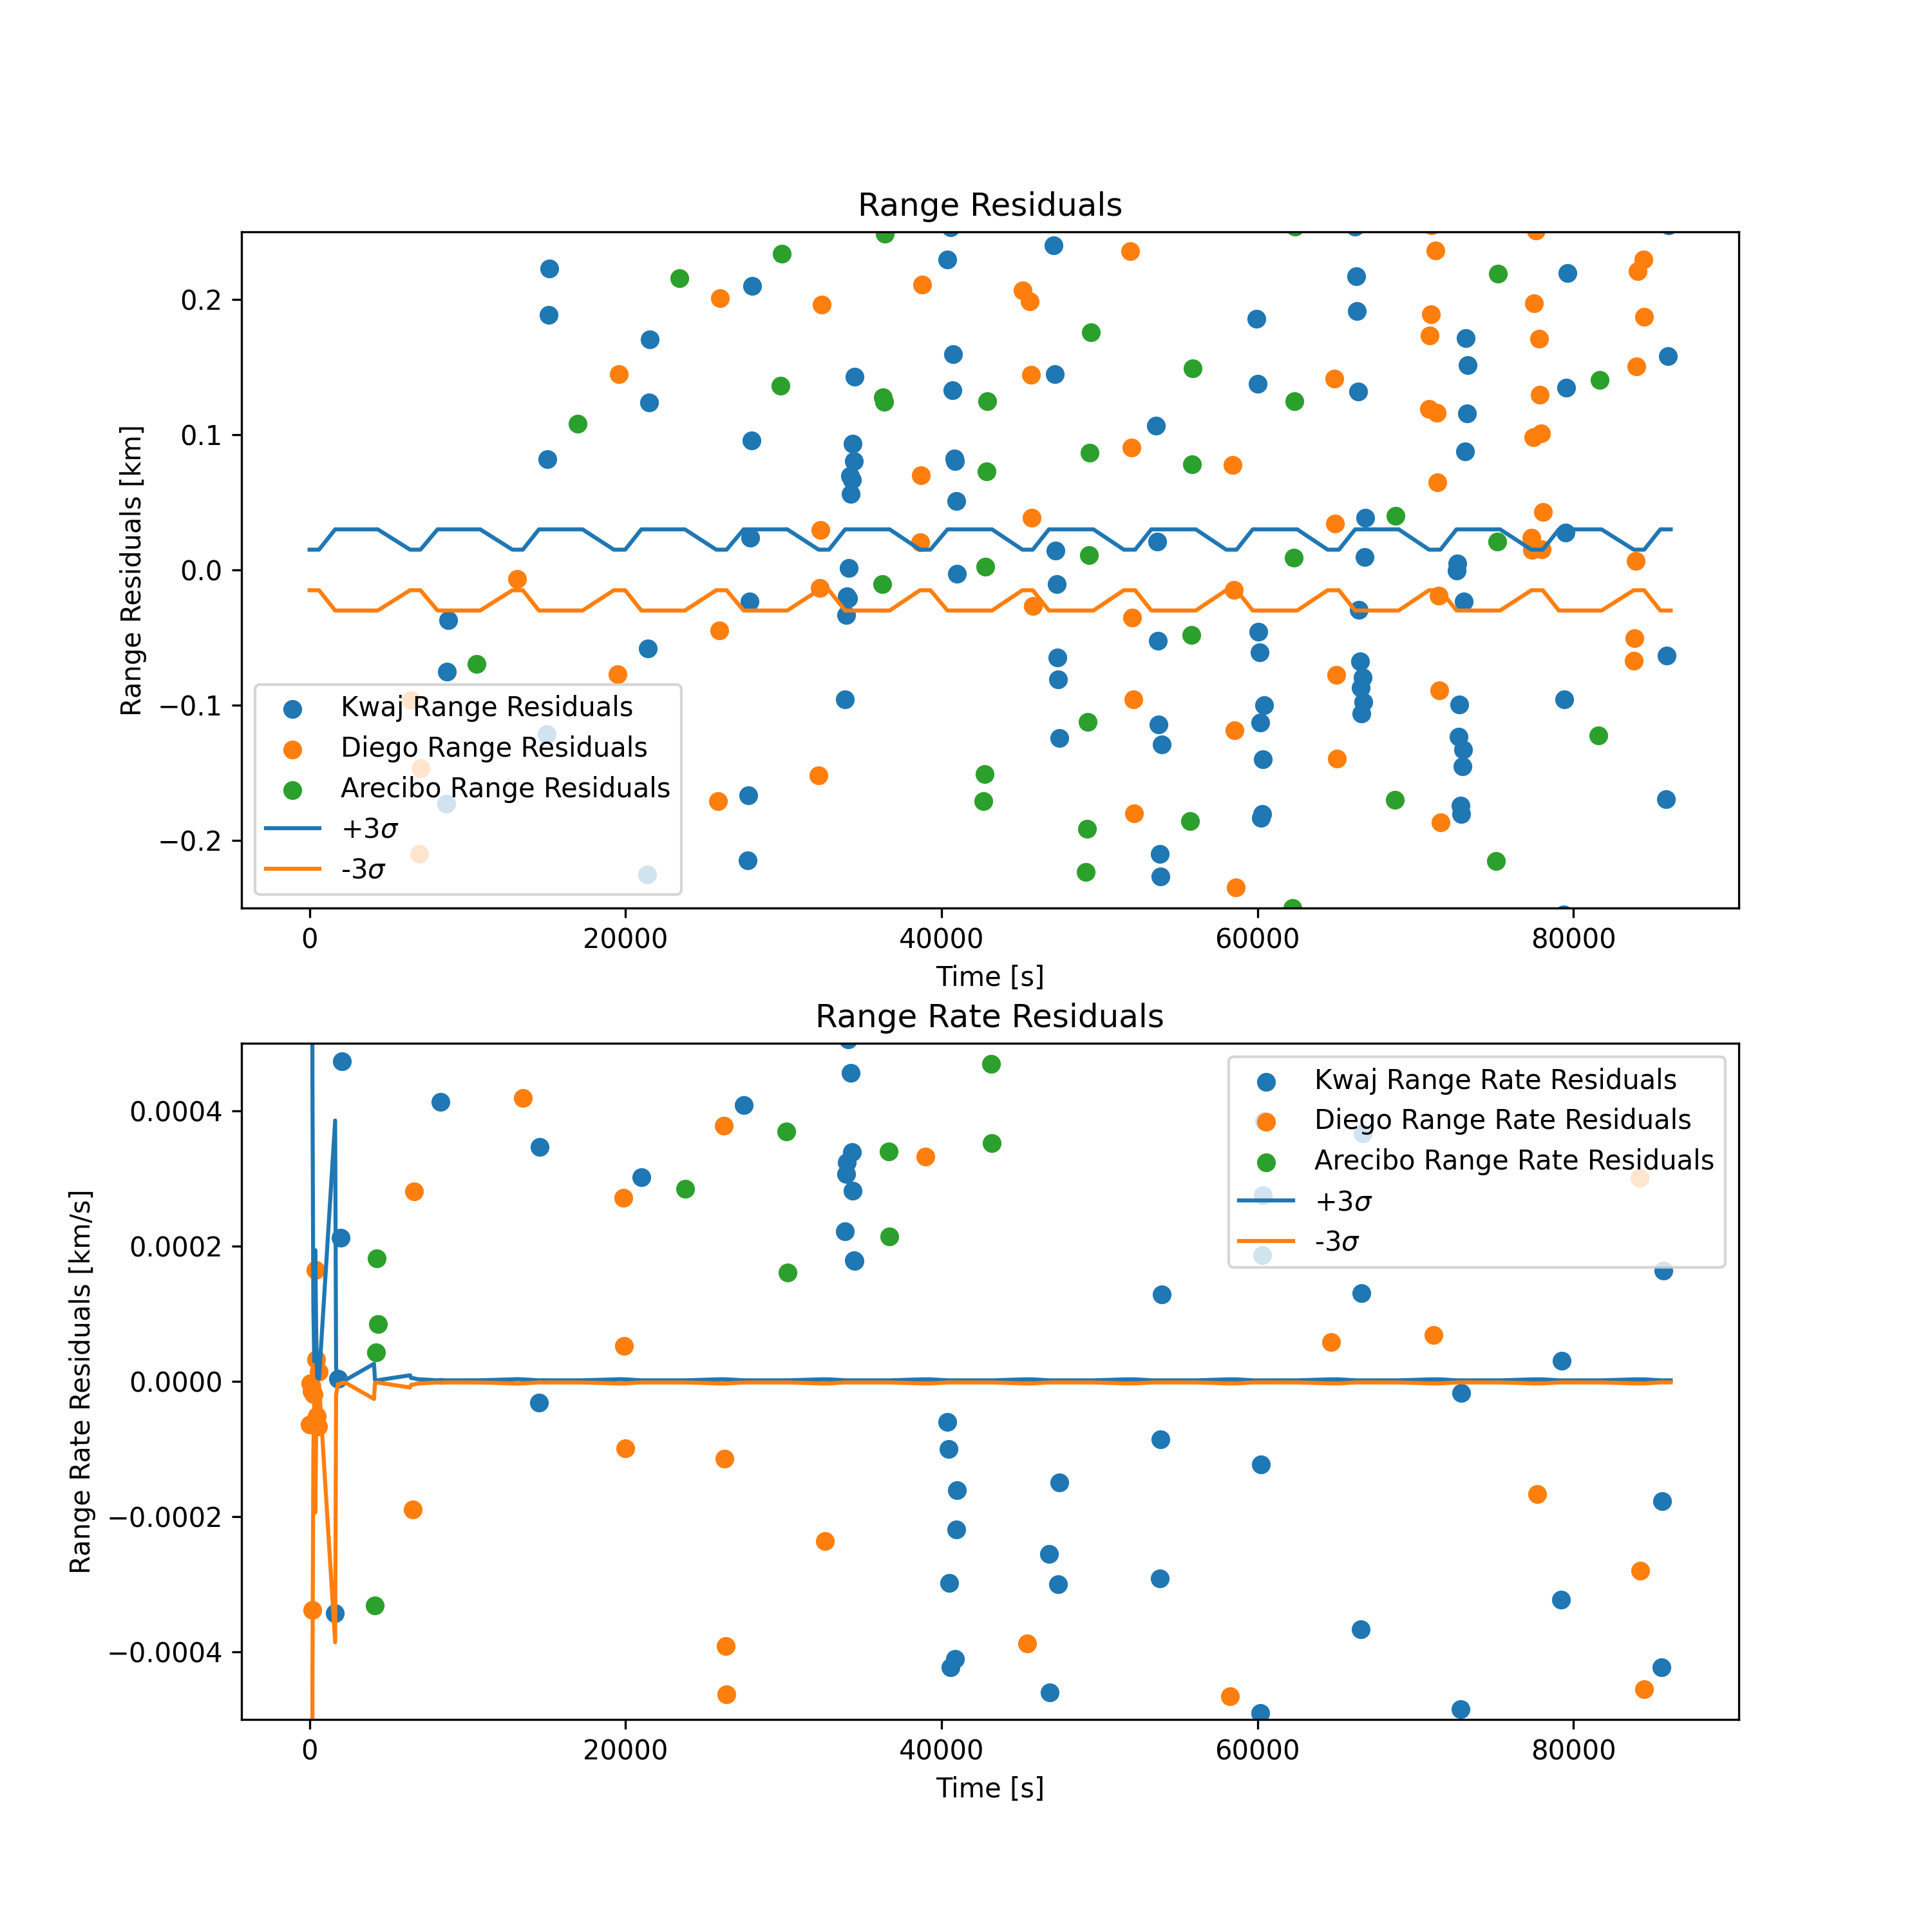 Range Residuals
Range Residuals [km]
0.2
0.1
0.0
−0.1
−0.2
Kwaj Range Residuals
Diego Range Residuals
Arecibo Range Residuals
+3σ
-3σ
0 20000 40000 60000 80000
Time [s]
Range Rate Residuals
Range Rate Residuals [km/s]
0.0004
0.0002
0.0000
−0.0002
−0.0004
Kwaj Range Rate Residuals
Diego Range Rate Residuals
Arecibo Range Rate Residuals
+3σ
-3σ
0 20000 40000 60000 80000
Time [s]